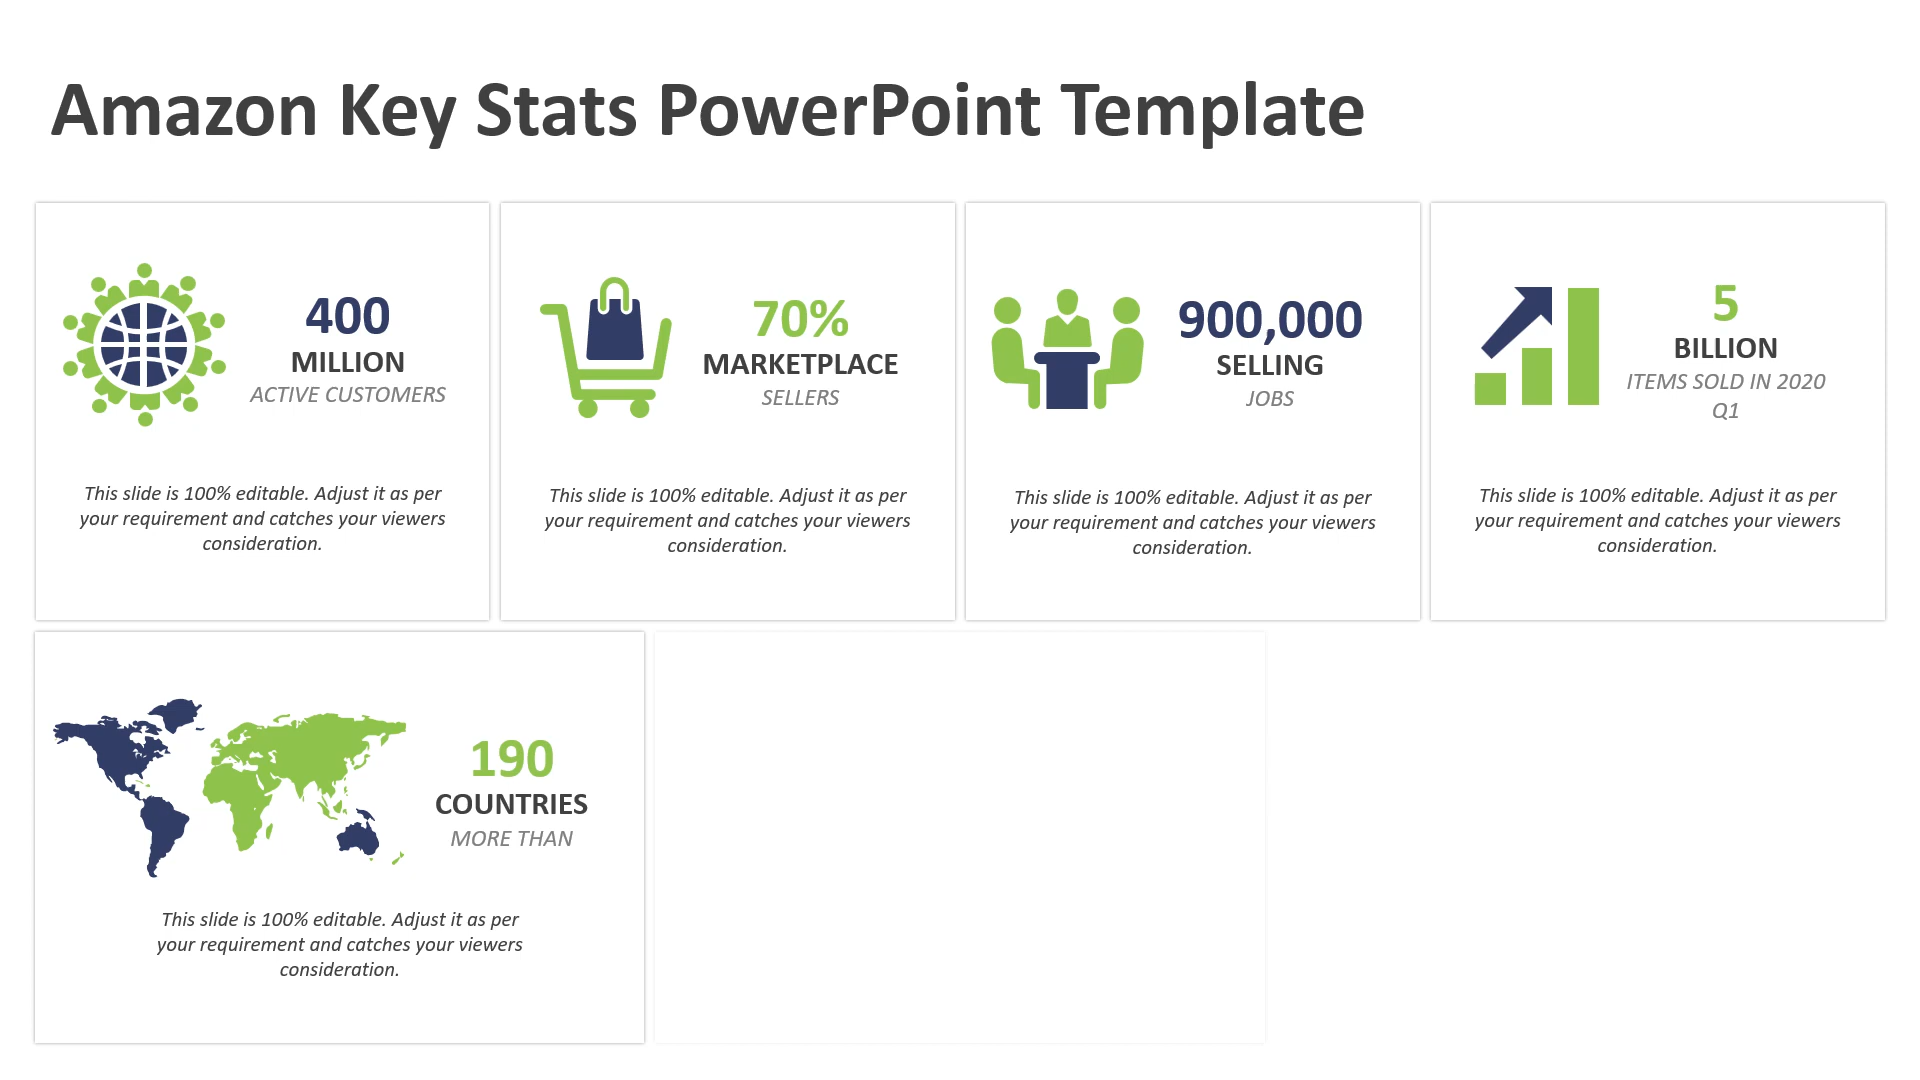 Amazon Key Stats PowerPoint Template
400
MILLION
ACTIVE CUSTOMERS
This slide is 100% editable. Adjust it as per
your requirement and catches your viewers
consideration.
70%
MARKETPLACE
SELLERS
This slide is 100% editable. Adjust it as per
your requirement and catches your viewers
consideration.
900,000
SELLING
JOBS
This slide is 100% editable. Adjust it as per
your requirement and catches your viewers
consideration.
5
BILLION
ITEMS SOLD IN 2020
Q1
This slide is 100% editable. Adjust it as per
your requirement and catches your viewers
consideration.
190
COUNTRIES
MORE THAN
This slide is 100% editable. Adjust it as per
your requirement and catches your viewers
consideration.